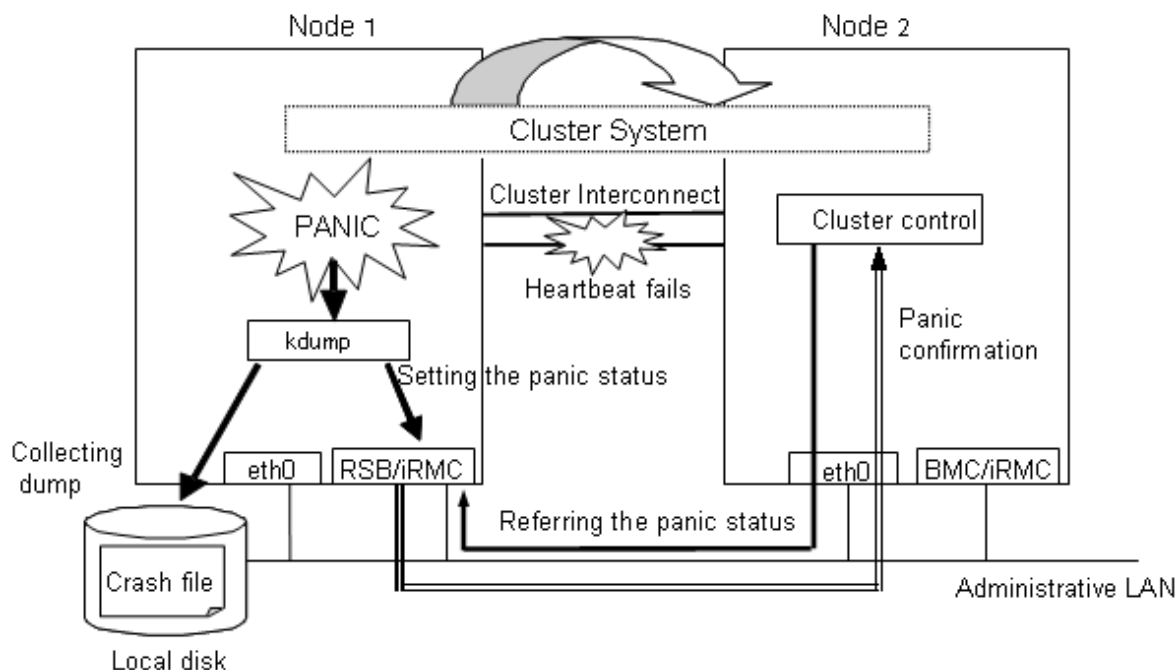 Node 1
Node 2
Cluster System
Cluster Interconnect
PANIC
Cluster control
Heartbeat fails
kdump
Panic
confirmation
Setting the panic status
Collecting
dump
eth0
RSB/iRMC
eth0
BMC/iRMC
Referring the panic status
Crash file
Administrative LAN
Local disk